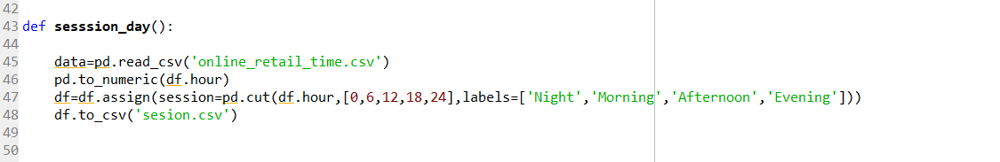 42
43 def sesssion_day():
44
45     data=pd.read_csv('online_retail_time.csv')
46     pd.to_numeric(df.hour)
47     df=df.assign(session=pd.cut(df.hour,[0,6,12,18,24],labels=['Night','Morning','Afternoon','Evening']))
48     df.to_csv('sesion.csv')
49
50